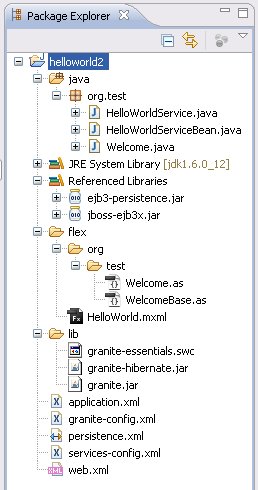 Package Explorer
helloworld2
java
org.test
HelloWorldService.java
HelloWorldServiceBean.java
Welcome.java
JRE System Library [jdk1.6.0_12]
Referenced Libraries
ejb3-persistence.jar
jboss-ejb3x.jar
flex
org
test
Welcome.as
WelcomeBase.as
HelloWorld.mxml
lib
granite-essentials.swc
granite-hibernate.jar
granite.jar
application.xml
granite-config.xml
persistence.xml
services-config.xml
web.xml